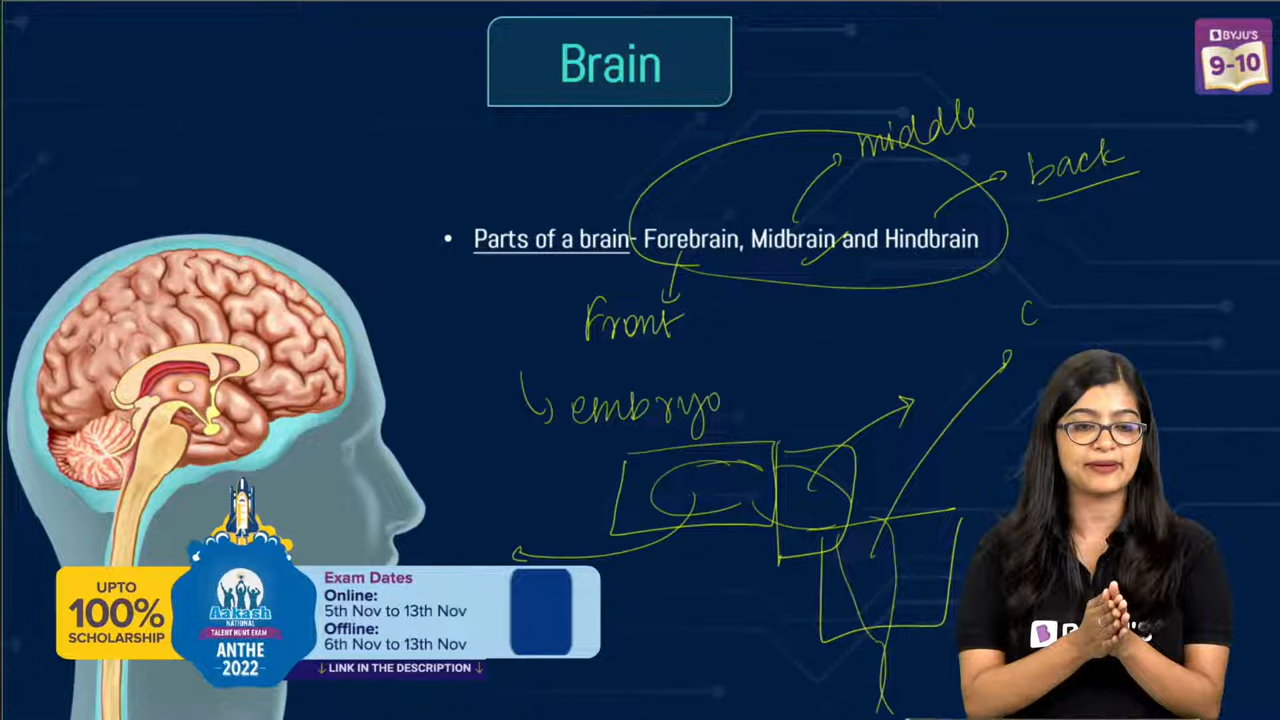 Brain
BYJU'S
9-10
middle
back
• Parts of a brain- Forebrain, Midbrain and Hindbrain
Front
C
↳ embryo
UPTO
100%
SCHOLARSHIP
Aakash
NATIONAL
TALENT HUNT EXAM
ANTHE
2022
Exam Dates
Online:
5th Nov to 13th Nov
Offline:
6th Nov to 13th Nov
↓ LINK IN THE DESCRIPTION ↓